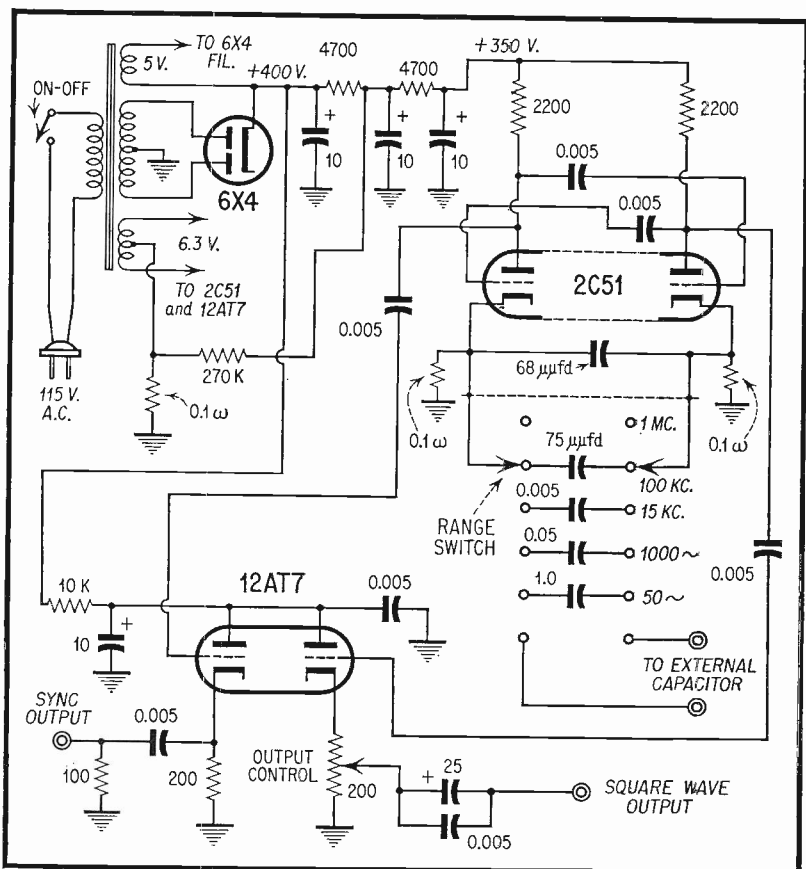 TO 6X4
FIL.
5 V.
ON-OFF
+400 V.
4700
4700
+350 V.
2200
2200
+
10
+
10
+
10
6X4
0.005
0.005
6.3 V.
TO 2C51
and 12AT7
2C51
0.005
115 V.
A.C.
270 K
0.1 ω
68 μμfd
0.1 ω
0.1 ω
1 MC.
75 μμfd
100 KC.
RANGE
SWITCH
0.005
15 KC.
0.05
1000~
1.0
50~
0.005
TO EXTERNAL
CAPACITOR
10 K
12AT7
0.005
+
10
SYNC
OUTPUT
0.005
100
200
OUTPUT
CONTROL
200
+ 25
0.005
SQUARE WAVE
OUTPUT